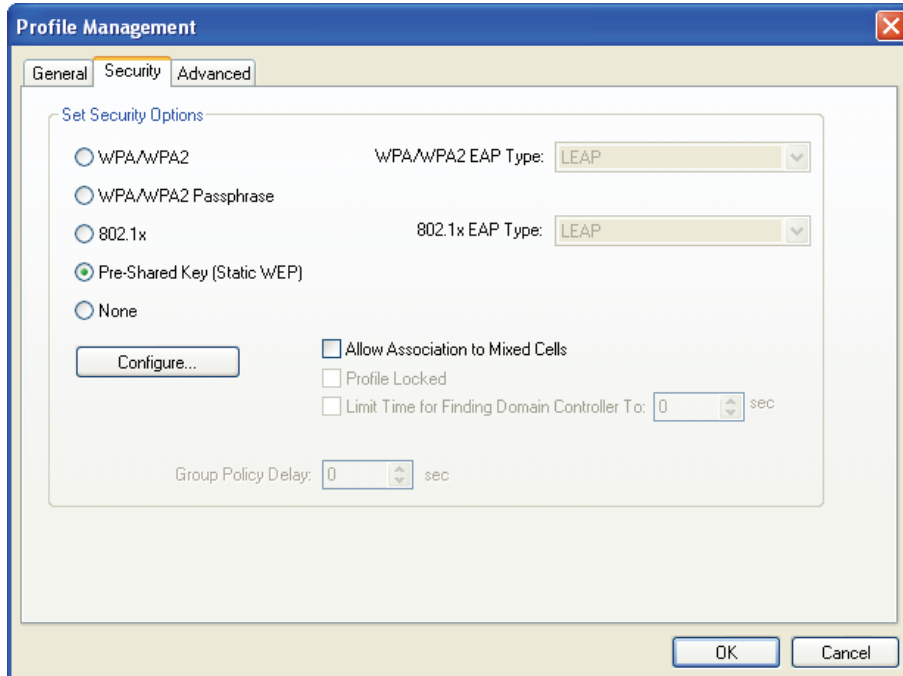 Profile Management
General Security Advanced
Set Security Options
WPA/WPA2 WPA/WPA2 EAP Type: LEAP
WPA/WPA2 Passphrase
802.1x 802.1x EAP Type: LEAP
Pre-Shared Key (Static WEP)
None
Configure... Allow Association to Mixed Cells
Profile Locked
Limit Time for Finding Domain Controller To: 0 sec
Group Policy Delay: 0 sec
OK Cancel